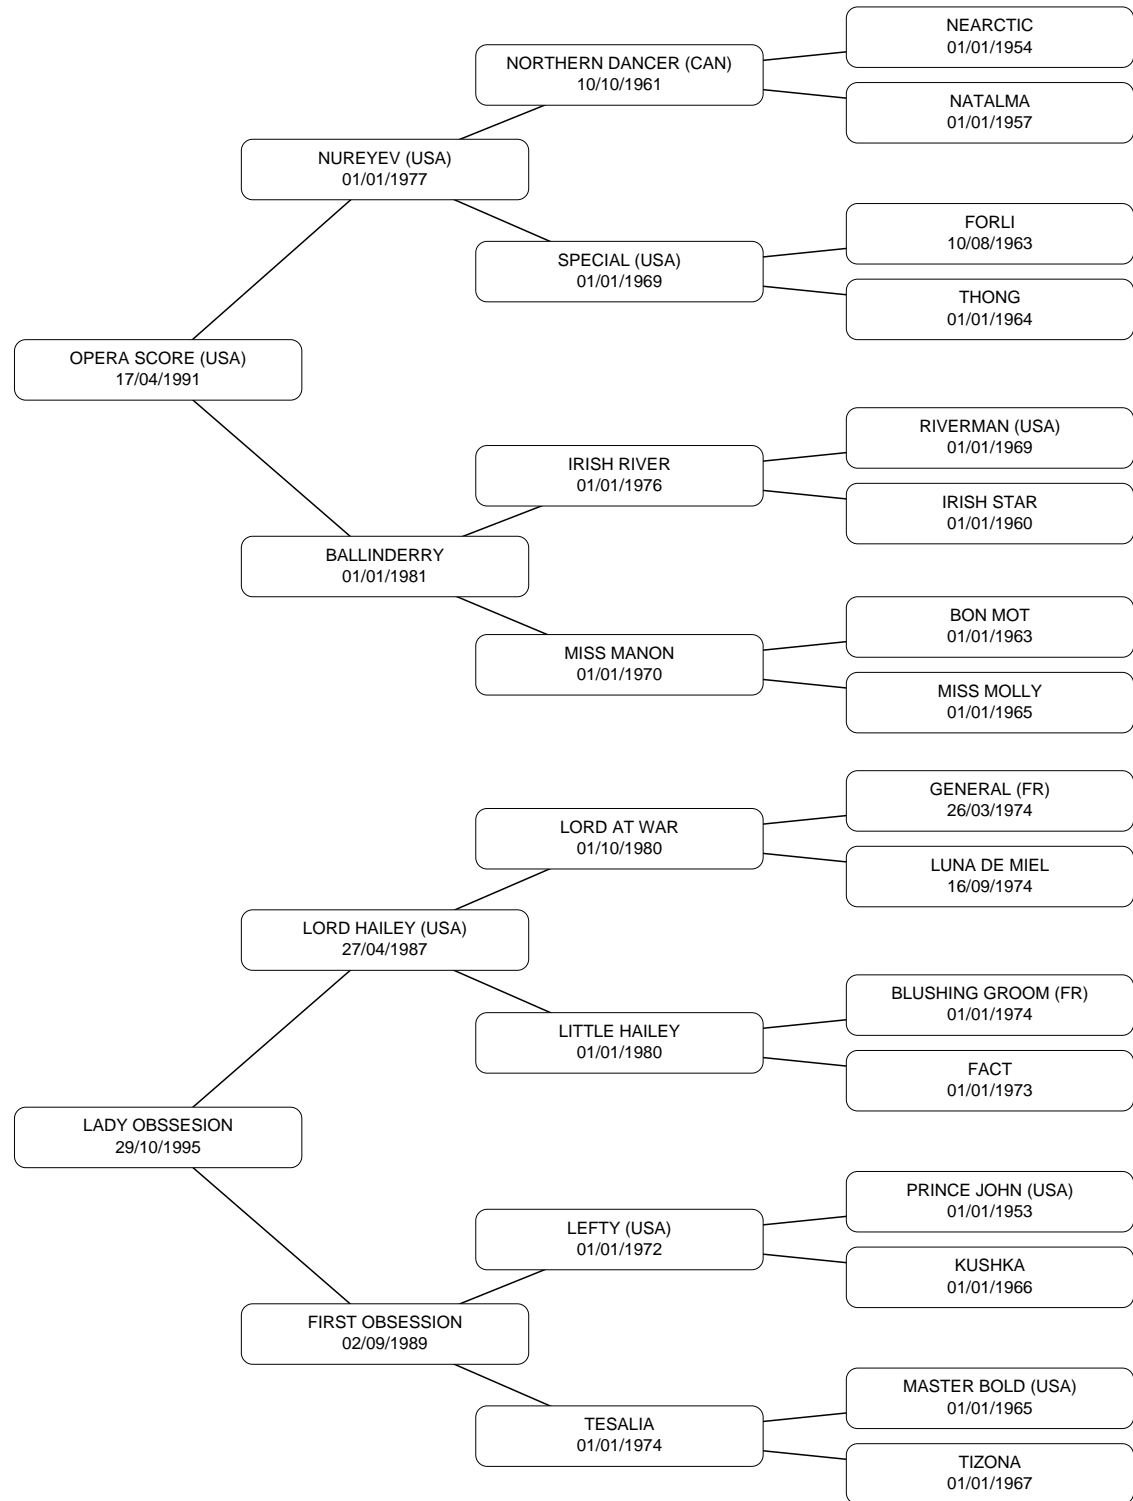 NEARCTIC
01/01/1954
NORTHERN DANCER (CAN)
10/10/1961
NATALMA
01/01/1957
NUREYEV (USA)
01/01/1977
FORLI
10/08/1963
SPECIAL (USA)
01/01/1969
THONG
01/01/1964
OPERA SCORE (USA)
17/04/1991
RIVERMAN (USA)
01/01/1969
IRISH RIVER
01/01/1976
IRISH STAR
01/01/1960
BALLINDERRY
01/01/1981
BON MOT
01/01/1963
MISS MANON
01/01/1970
MISS MOLLY
01/01/1965
GENERAL (FR)
26/03/1974
LORD AT WAR
01/10/1980
LUNA DE MIEL
16/09/1974
LORD HAILEY (USA)
27/04/1987
BLUSHING GROOM (FR)
01/01/1974
LITTLE HAILEY
01/01/1980
FACT
01/01/1973
LADY OBSSESION
29/10/1995
PRINCE JOHN (USA)
01/01/1953
LEFTY (USA)
01/01/1972
KUSHKA
01/01/1966
FIRST OBSESSION
02/09/1989
MASTER BOLD (USA)
01/01/1965
TESALIA
01/01/1974
TIZONA
01/01/1967